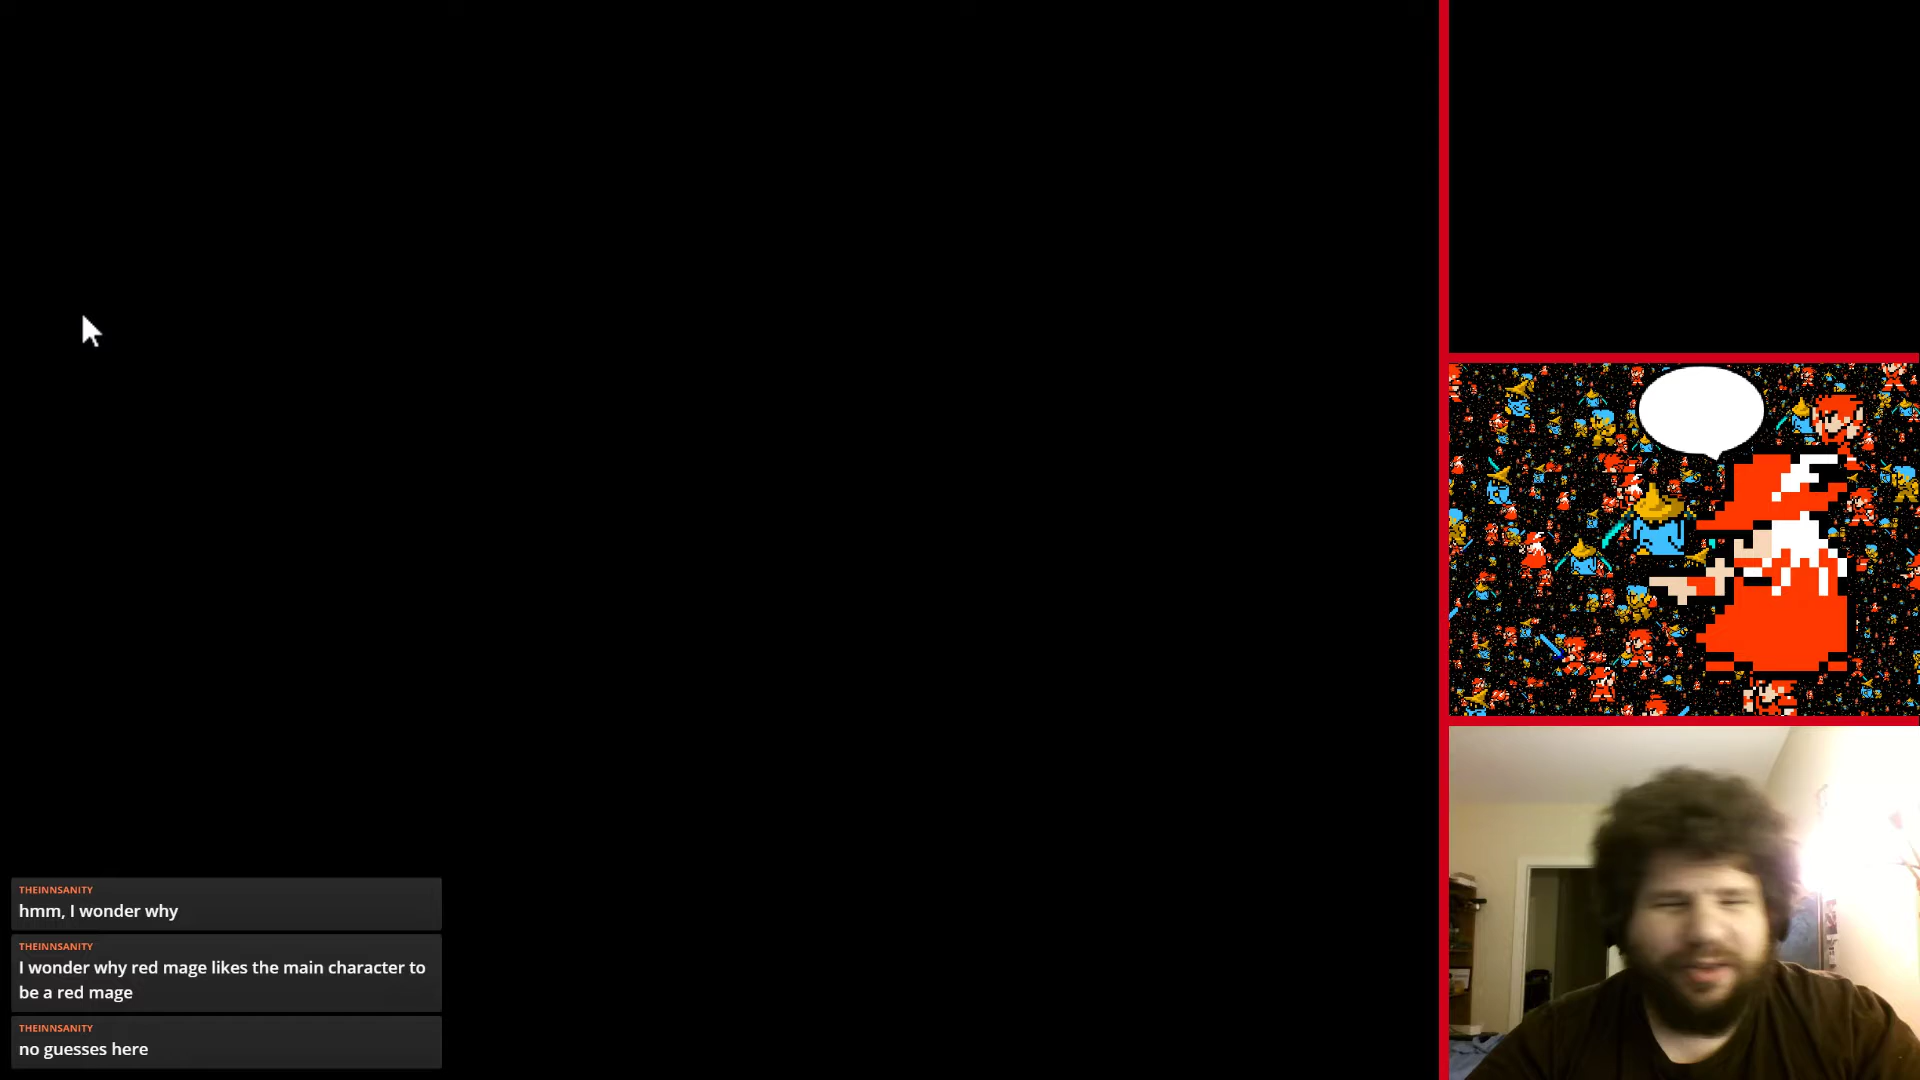 THEINNSANITY
hmm, I wonder why
THEINNSANITY
I wonder why red mage likes the main character to
be a red mage
THEINNSANITY
no guesses here